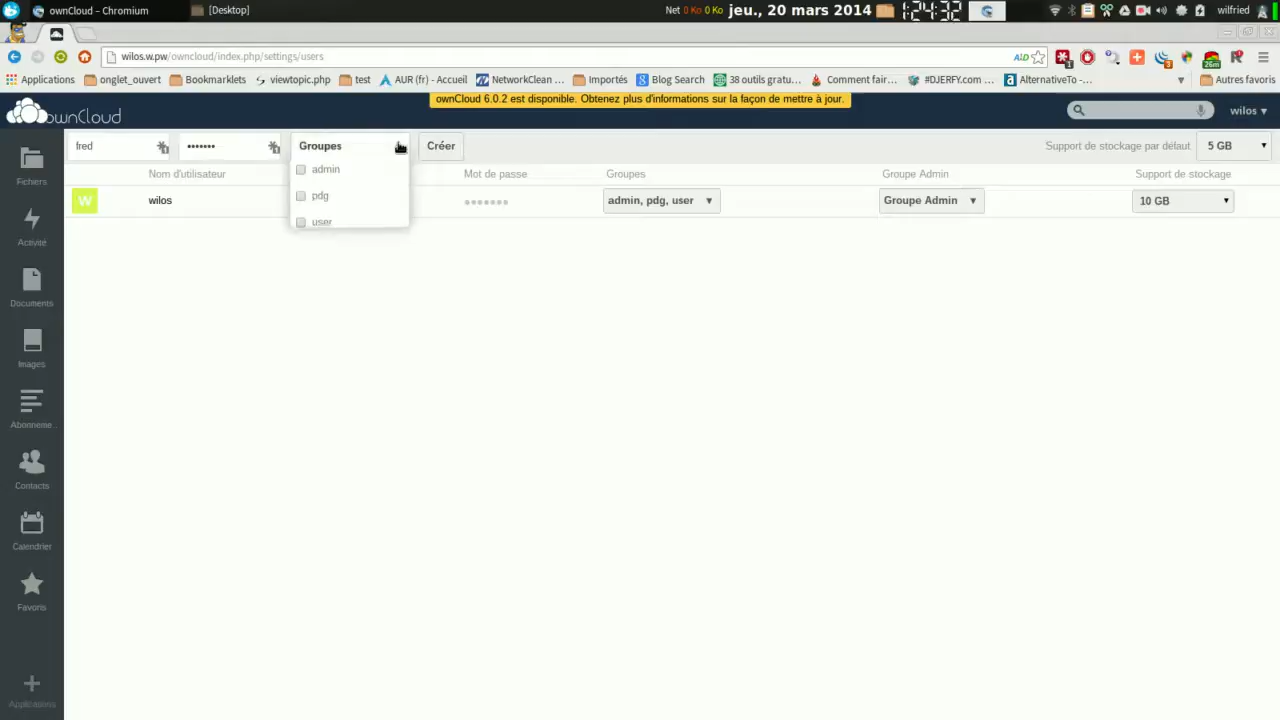 ownCloud – Chromium
[Desktop]
Net 0 Ko 0 Ko
jeu., 20 mars 2014
1:24:32
wilfried
wilos.w.pw/owncloud/index.php/settings/users
Applications
onglet_ouvert
Bookmarklets
viewtopic.php
test
AUR (fr) - Accueil
NetworkClean ...
Importés
Blog Search
38 outils gratu...
Comment fair...
#DJERFY.com ...
AlternativeTo -...
Autres favoris
ownCloud 6.0.2 est disponible. Obtenez plus d'informations sur la façon de mettre à jour.
ownCloud
wilos ▾
fred
•••••••
Groupes
Créer
Support de stockage par défaut
5 GB
admin
pdg
user
Nom d'utilisateur
Mot de passe
Groupes
Groupe Admin
Support de stockage
W
wilos
●●●●●●●
admin, pdg, user
Groupe Admin
10 GB
Fichiers
Activité
Documents
Images
Abonneme...
Contacts
Calendrier
Favoris
Applications